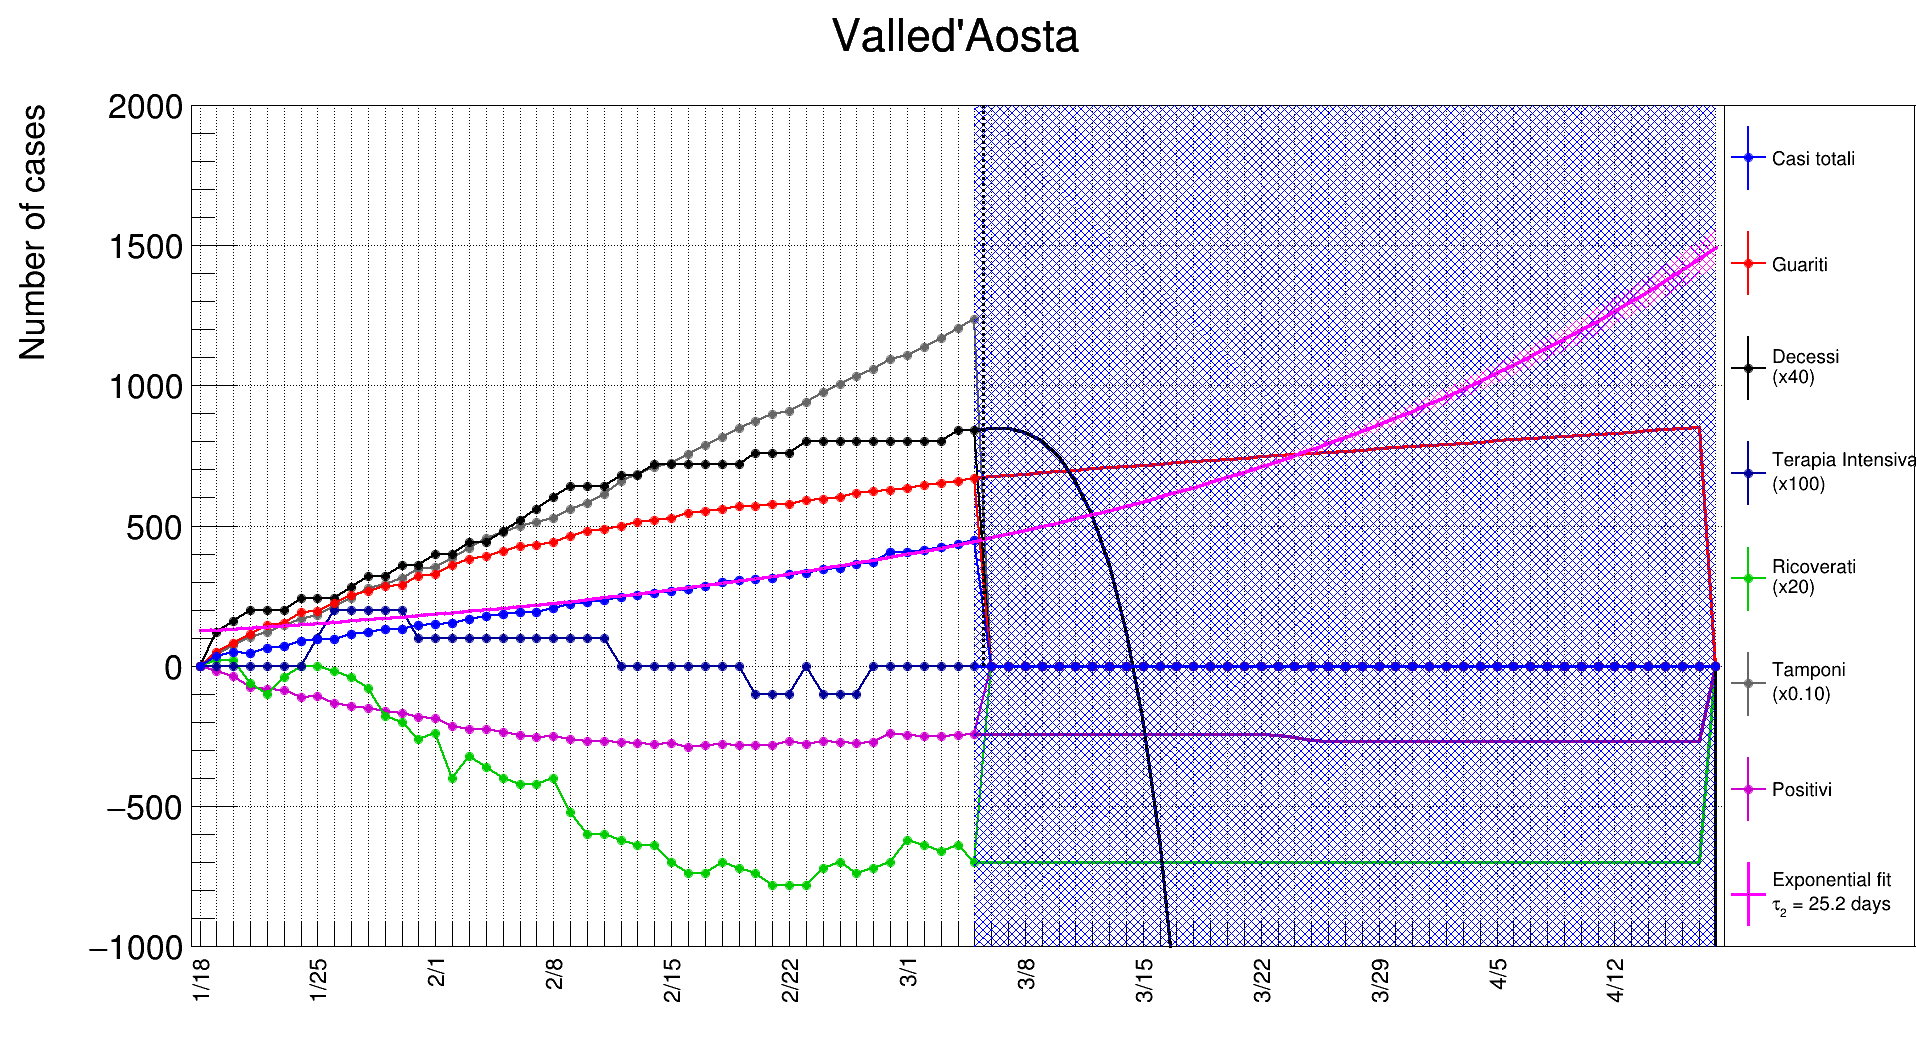 Valled'Aosta
Number of cases
2000
1500
1000
500
0
−500
−1000
1/18
1/25
2/1
2/8
2/15
2/22
3/1
3/8
3/15
3/22
3/29
4/5
4/12
Casi totali
Guariti
Decessi
(x40)
Terapia Intensiva
(x100)
Ricoverati
(x20)
Tamponi
(x0.10)
Positivi
Exponential fit
τ2 = 25.2 days